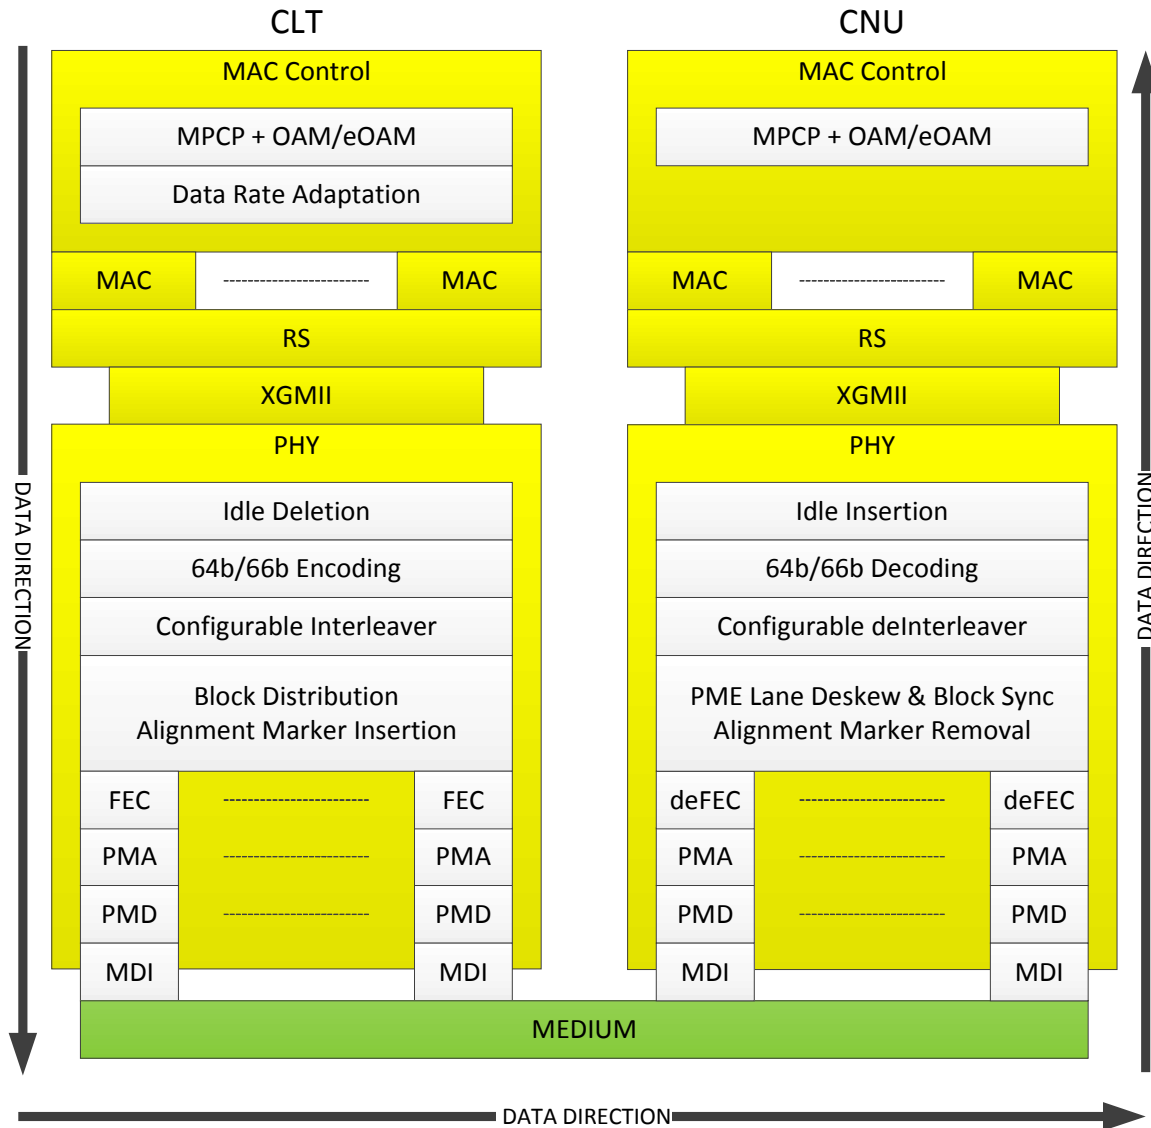 CLT
CNU
MAC Control
MAC Control
MPCP + OAM/eOAM
MPCP + OAM/eOAM
Data Rate Adaptation
MAC
------------------------
MAC
MAC
------------------------
MAC
RS
RS
XGMII
XGMII
PHY
PHY
Idle Deletion
Idle Insertion
64b/66b Encoding
64b/66b Decoding
Configurable Interleaver
Configurable deInterleaver
Block Distribution
Alignment Marker Insertion
PME Lane Deskew & Block Sync
Alignment Marker Removal
FEC
------------------------
FEC
deFEC
------------------------
deFEC
PMA
------------------------
PMA
PMA
------------------------
PMA
PMD
------------------------
PMD
PMD
------------------------
PMD
MDI
MDI
MDI
MDI
MEDIUM
DATA DIRECTION
DATA DIRECTION
DATA DIRECTION